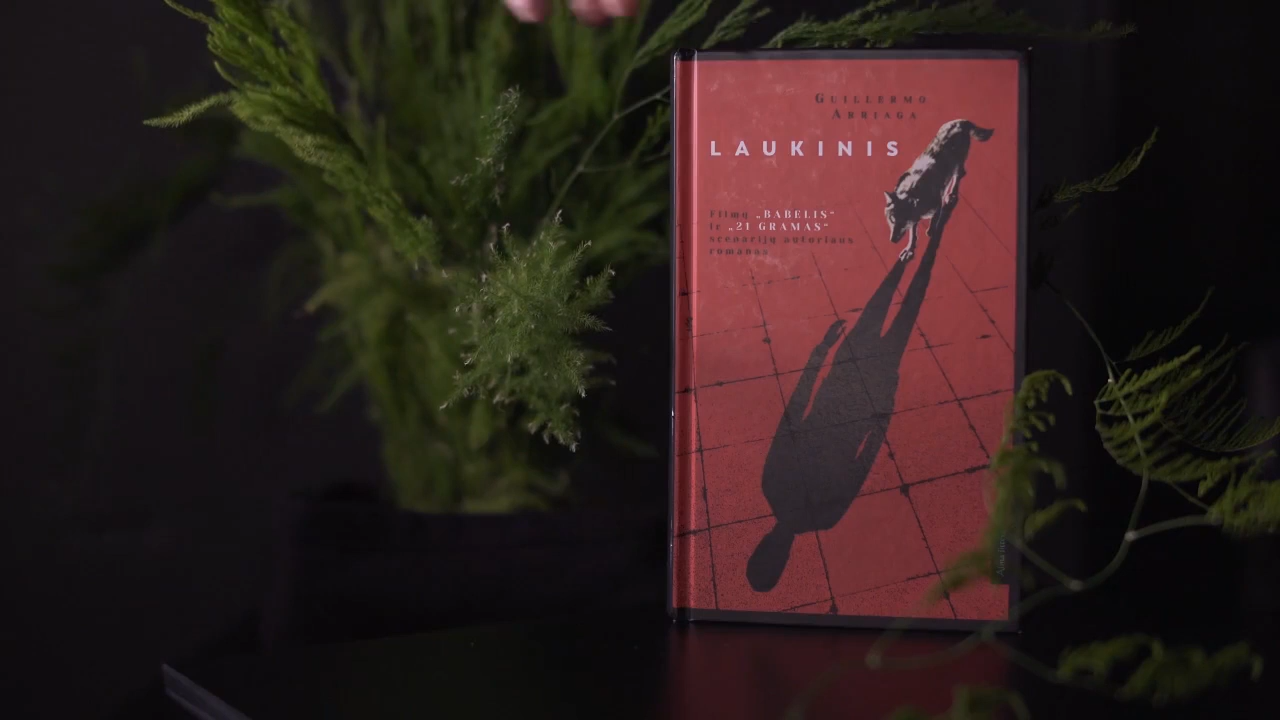 GUILLERMO
ARRIAGA
LAUKINIS
Filmų „BABELIS“
ir „21 GRAMAS“
scenarijų autoriaus
romanas